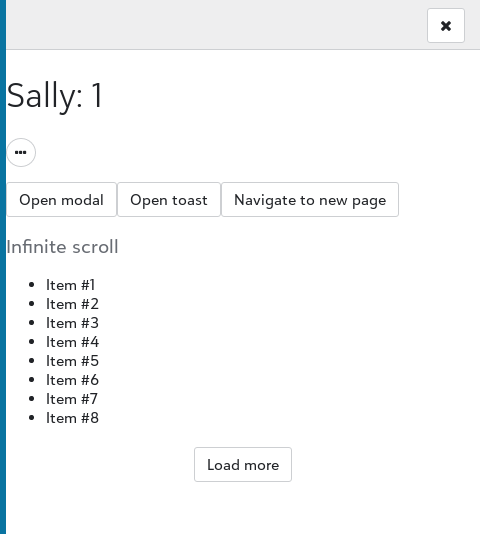 Sally: 1
Open modal Open toast Navigate to new page
Infinite scroll
Item #1
Item #2
Item #3
Item #4
Item #5
Item #6
Item #7
Item #8
Load more